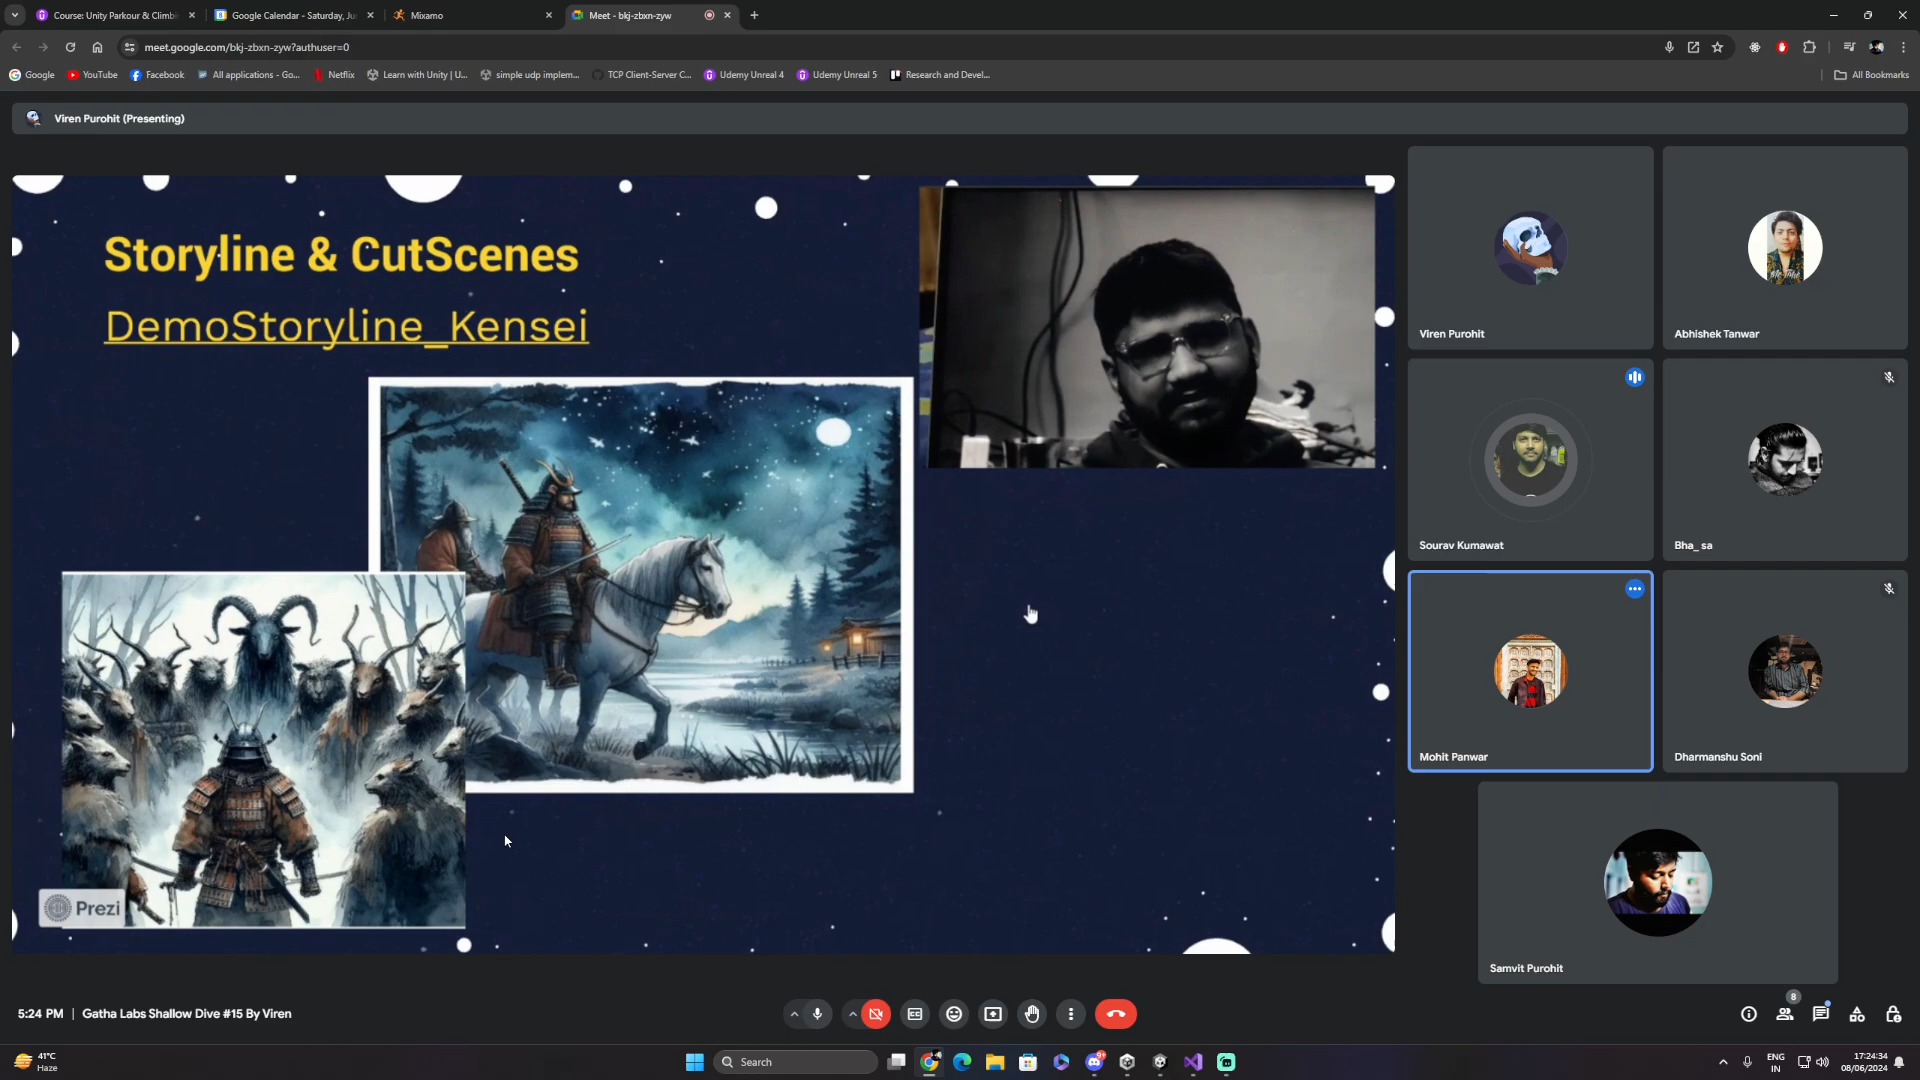 Course: Unity Parkour & Climbi
Google Calendar - Saturday, Ju
Mixamo
Meet - bkj-zbxn-zyw
meet.google.com/bkj-zbxn-zyw?authuser=0
Google
YouTube
Facebook
All applications - Go...
Netflix
Learn with Unity | U...
simple udp implem...
TCP Client-Server C...
Udemy Unreal 4
Udemy Unreal 5
Research and Devel...
All Bookmarks
Viren Purohit (Presenting)
Storyline & CutScenes
DemoStoryline_Kensei
Prezi
Viren Purohit
Abhishek Tanwar
Sourav Kumawat
Bha_ sa
Mohit Panwar
Dharmanshu Soni
Samvit Purohit
5:24 PM | Gatha Labs Shallow Dive #15 By Viren
8
41°C
Haze
Search
ENG
IN
17:24:34
08/06/2024